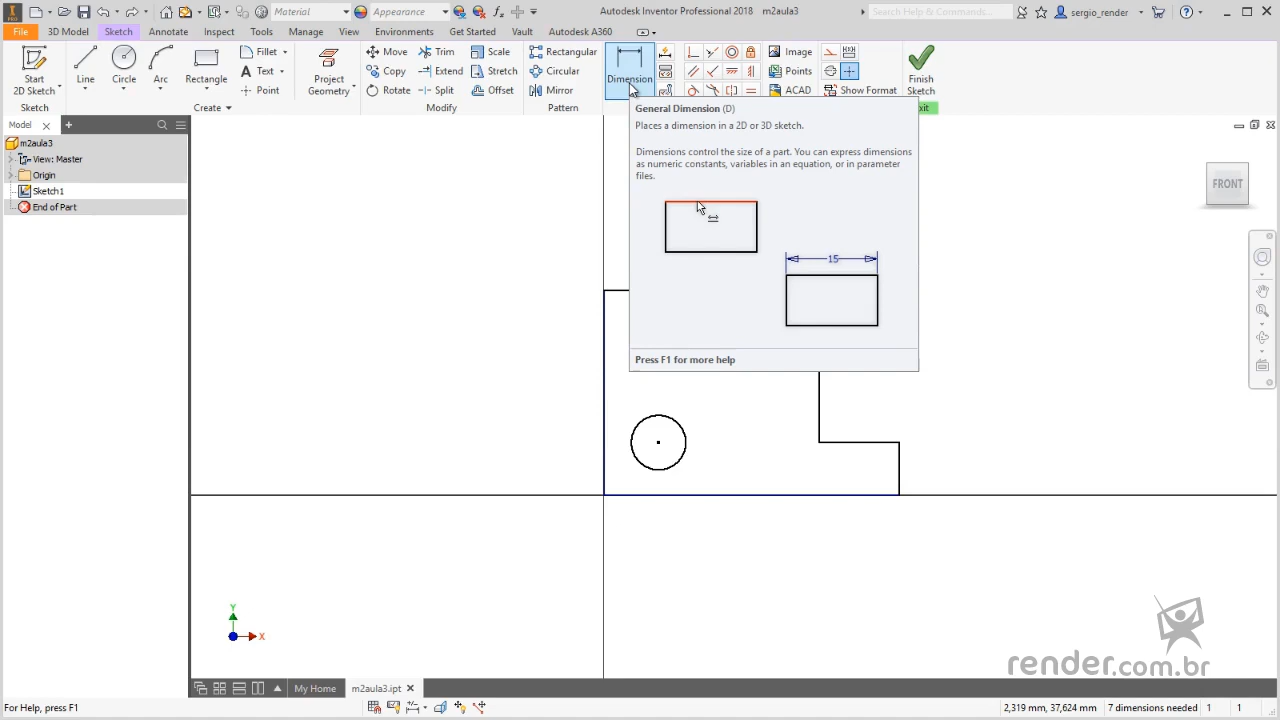 PRO
Material
Appearance
Autodesk Inventor Professional 2018 m2aula3
Search Help & Commands...
sergio_render
File 3D Model Sketch Annotate Inspect Tools Manage View Environments Get Started Vault Autodesk A360
Start
2D Sketch
Line
Circle
Arc
Rectangle
Fillet
Text
Point
Project
Geometry
Move
Copy
Rotate
Trim
Extend
Split
Scale
Stretch
Offset
Rectangular
Circular
Mirror
Dimension
Image
Points
ACAD
Show Format
Finish
Sketch
Sketch
Create
Modify
Pattern
Model
m2aula3
View: Master
Origin
Sketch1
End of Part
General Dimension (D)
Places a dimension in a 2D or 3D sketch.
Dimensions control the size of a part. You can express dimensions
as numeric constants, variables in an equation, or in parameter
files.
15
Press F1 for more help
FRONT
Y
X
render.com.br
My Home
m2aula3.ipt
For Help, press F1
2,319 mm, 37,624 mm 7 dimensions needed 1 1